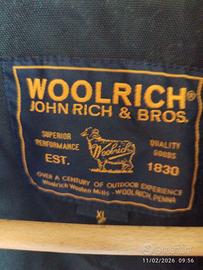 WOOLRICH®
JOHN RICH & BROS.
SUPERIOR PERFORMANCE
QUALITY GOODS
Woolrich
EST. 1830
OVER A CENTURY OF OUTDOOR EXPERIENCE
Woolrich Woolen Mills - WOOLRICH, PENNA
XL
11/02/2026 09:56